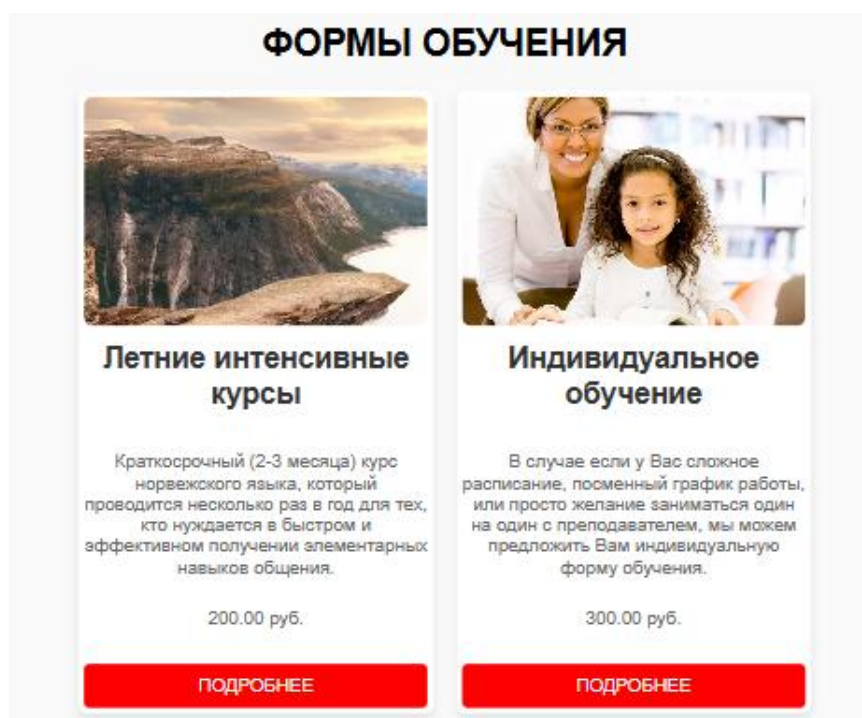 ФОРМЫ ОБУЧЕНИЯ
Летние интенсивные
курсы
Краткосрочный (2-3 месяца) курс
норвежского языка, который
проводится несколько раз в год для тех,
кто нуждается в быстром и
эффективном получении элементарных
навыков общения.
200.00 руб.
ПОДРОБНЕЕ
Индивидуальное
обучение
В случае если у Вас сложное
расписание, посменный график работы,
или просто желание заниматься один
на один с преподавателем, мы можем
предложить Вам индивидуальную
форму обучения.
300.00 руб.
ПОДРОБНЕЕ